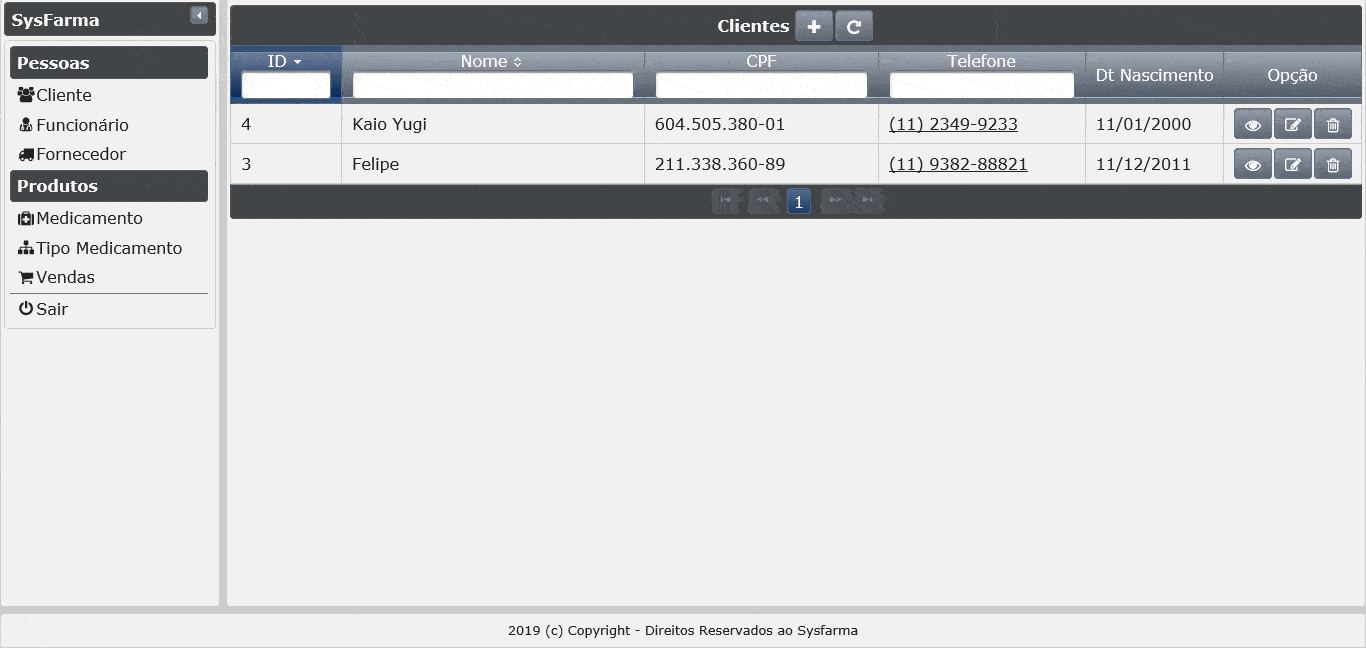 SysFarma
Pessoas
Cliente
Funcionário
Fornecedor
Produtos
Medicamento
Tipo Medicamento
Vendas
Sair
Clientes
ID Nome CPF Telefone Dt Nascimento Opção
4 Kaio Yugi 604.505.380-01 (11) 2349-9233 11/01/2000
3 Felipe 211.338.360-89 (11) 9382-88821 11/12/2011
1
2019 (c) Copyright - Direitos Reservados ao Sysfarma